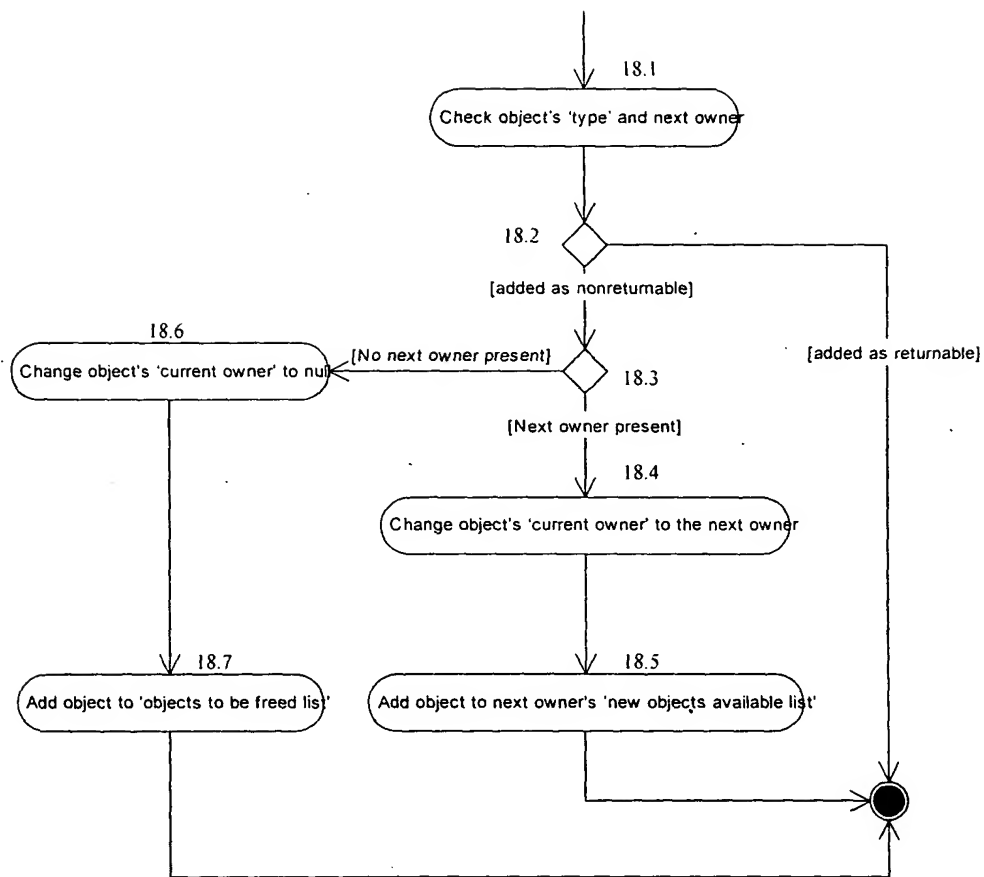 18.1
Check object's 'type' and next owner
18.2
[added as nonreturnable]
18.6
[No next owner present]
[added as returnable]
Change object's 'current owner' to null
18.3
[Next owner present]
18.4
Change object's 'current owner' to the next owner
18.7
18.5
Add object to 'objects to be freed list'
Add object to next owner's 'new objects available list'